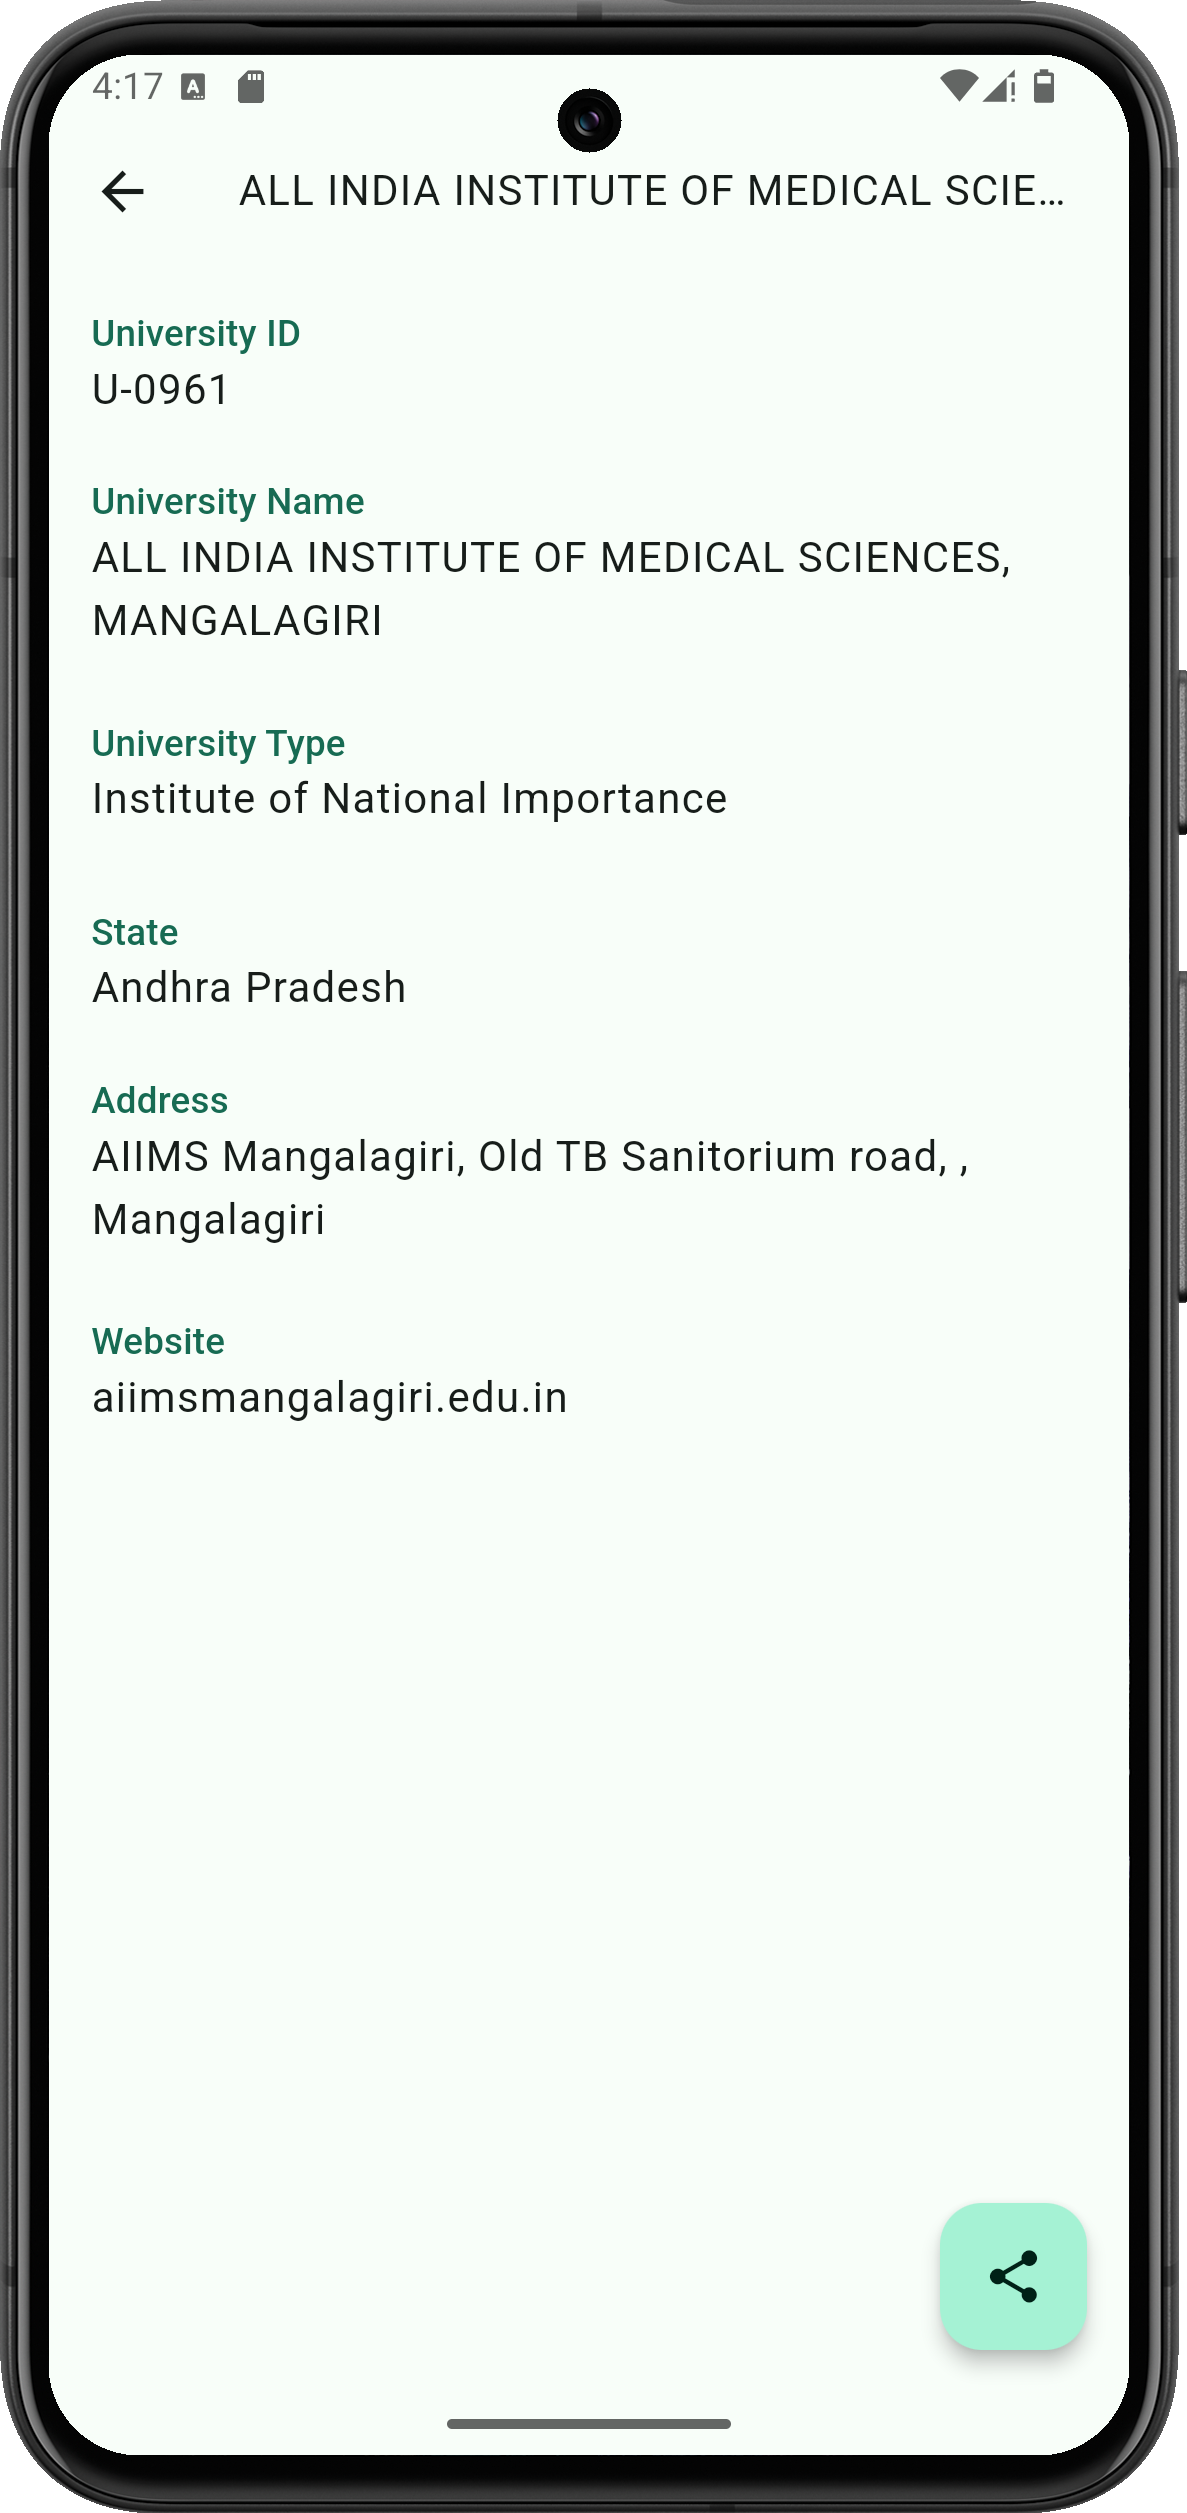 4:17
ALL INDIA INSTITUTE OF MEDICAL SCIE...
University ID
U-0961
University Name
ALL INDIA INSTITUTE OF MEDICAL SCIENCES,
MANGALAGIRI
University Type
Institute of National Importance
State
Andhra Pradesh
Address
AIIMS Mangalagiri, Old TB Sanitorium road, ,
Mangalagiri
Website
aiimsmangalagiri.edu.in